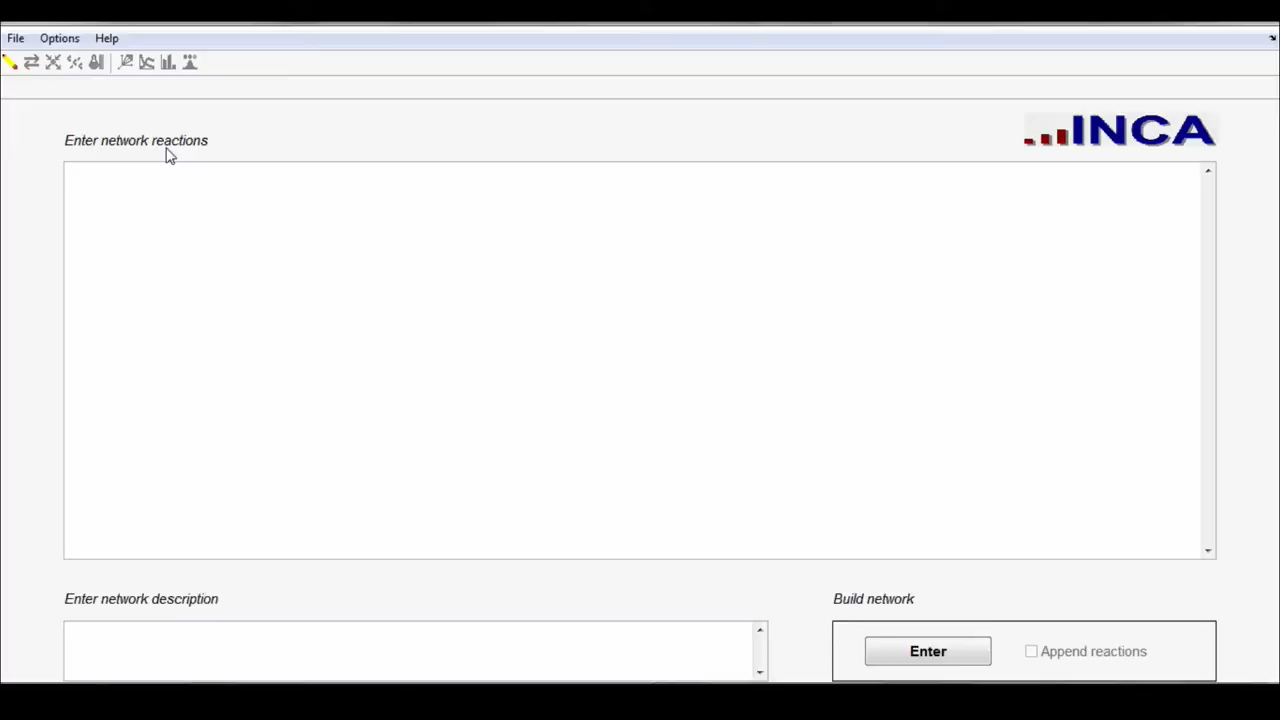 File Options Help
Enter network reactions
INCA
Enter network description
Build network
Enter
Append reactions